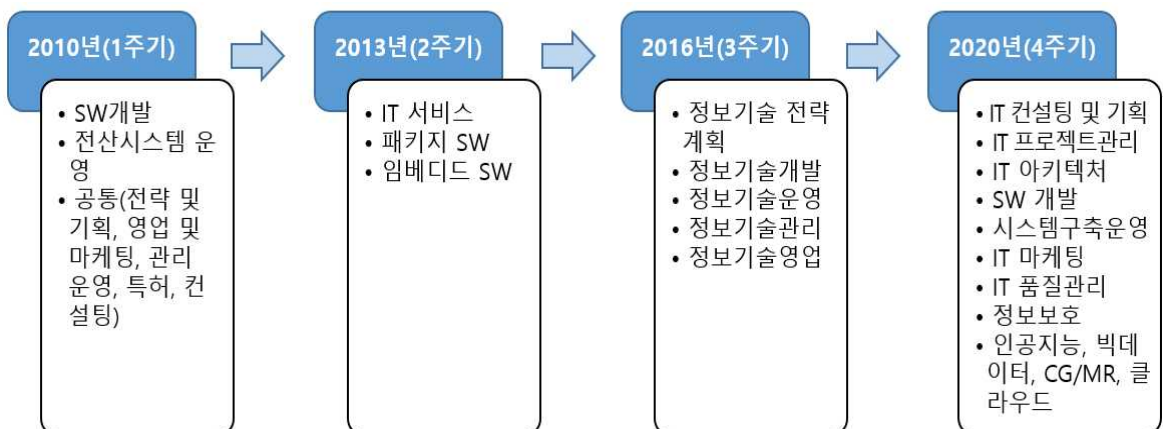 2010년(1주기)
• SW개발
• 전산시스템 운
영
• 공통(전략 및
기획, 영업 및
마케팅, 관리
운영, 특허, 컨
설팅)
2013년(2주기)
• IT 서비스
• 패키지 SW
• 임베디드 SW
2016년(3주기)
• 정보기술 전략
계획
• 정보기술개발
• 정보기술운영
• 정보기술관리
• 정보기술영업
2020년(4주기)
• IT 컨설팅 및 기획
• IT 프로젝트관리
• IT 아키텍처
• SW 개발
• 시스템구축운영
• IT 마케팅
• IT 품질관리
• 정보보호
• 인공지능, 빅데
이터, CG/MR, 클
라우드